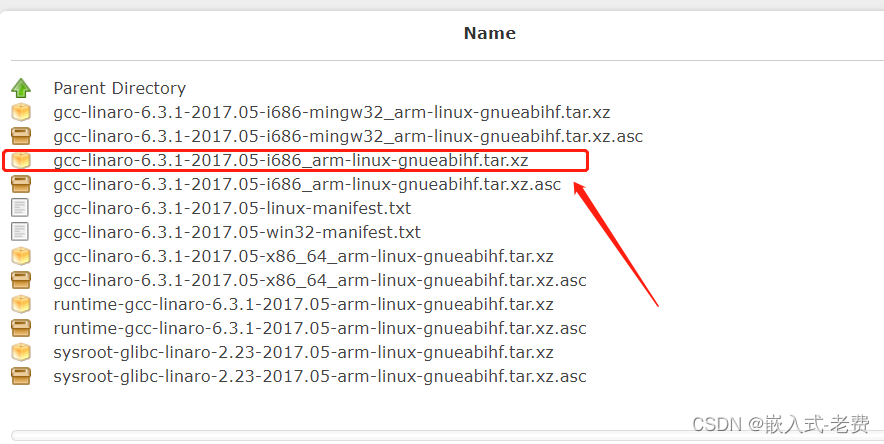 Name
Parent Directory
gcc-linaro-6.3.1-2017.05-i686-mingw32_arm-linux-gnueabihf.tar.xz
gcc-linaro-6.3.1-2017.05-i686-mingw32_arm-linux-gnueabihf.tar.xz.asc
gcc-linaro-6.3.1-2017.05-i686_arm-linux-gnueabihf.tar.xz
gcc-linaro-6.3.1-2017.05-i686_arm-linux-gnueabihf.tar.xz.asc
gcc-linaro-6.3.1-2017.05-linux-manifest.txt
gcc-linaro-6.3.1-2017.05-win32-manifest.txt
gcc-linaro-6.3.1-2017.05-x86_64_arm-linux-gnueabihf.tar.xz
gcc-linaro-6.3.1-2017.05-x86_64_arm-linux-gnueabihf.tar.xz.asc
runtime-gcc-linaro-6.3.1-2017.05-arm-linux-gnueabihf.tar.xz
runtime-gcc-linaro-6.3.1-2017.05-arm-linux-gnueabihf.tar.xz.asc
sysroot-glibc-linaro-2.23-2017.05-arm-linux-gnueabihf.tar.xz
sysroot-glibc-linaro-2.23-2017.05-arm-linux-gnueabihf.tar.xz.asc
CSDN @嵌入式-老费